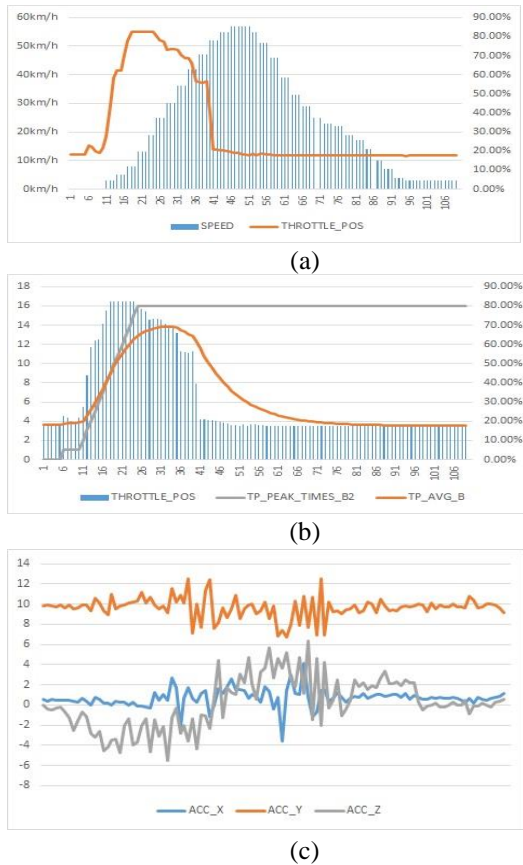 60km/h 90.00%
80.00%
50km/h
70.00%
40km/h 60.00%
50.00%
30km/h
40.00%
20km/h 30.00%
20.00%
10km/h
10.00%
0km/h 0.00%
1 6 11 16 21 26 31 36 41 46 51 56 61 66 71 76 81 86 91 96 101 106
SPEED THROTTLE_POS
(a)
18 90.00%
16 80.00%
14 70.00%
12 60.00%
10 50.00%
8 40.00%
6 30.00%
4 20.00%
2 10.00%
0 0.00%
1 6 11 16 21 26 31 36 41 46 51 56 61 66 71 76 81 86 91 96 101 106
THROTTLE_POS TP_PEAK_TIMES_B2 TP_AVG_B
(b)
14
12
10
8
6
4
2
0
-2
-4
-6
-8
ACC_X ACC_Y ACC_Z
(c)